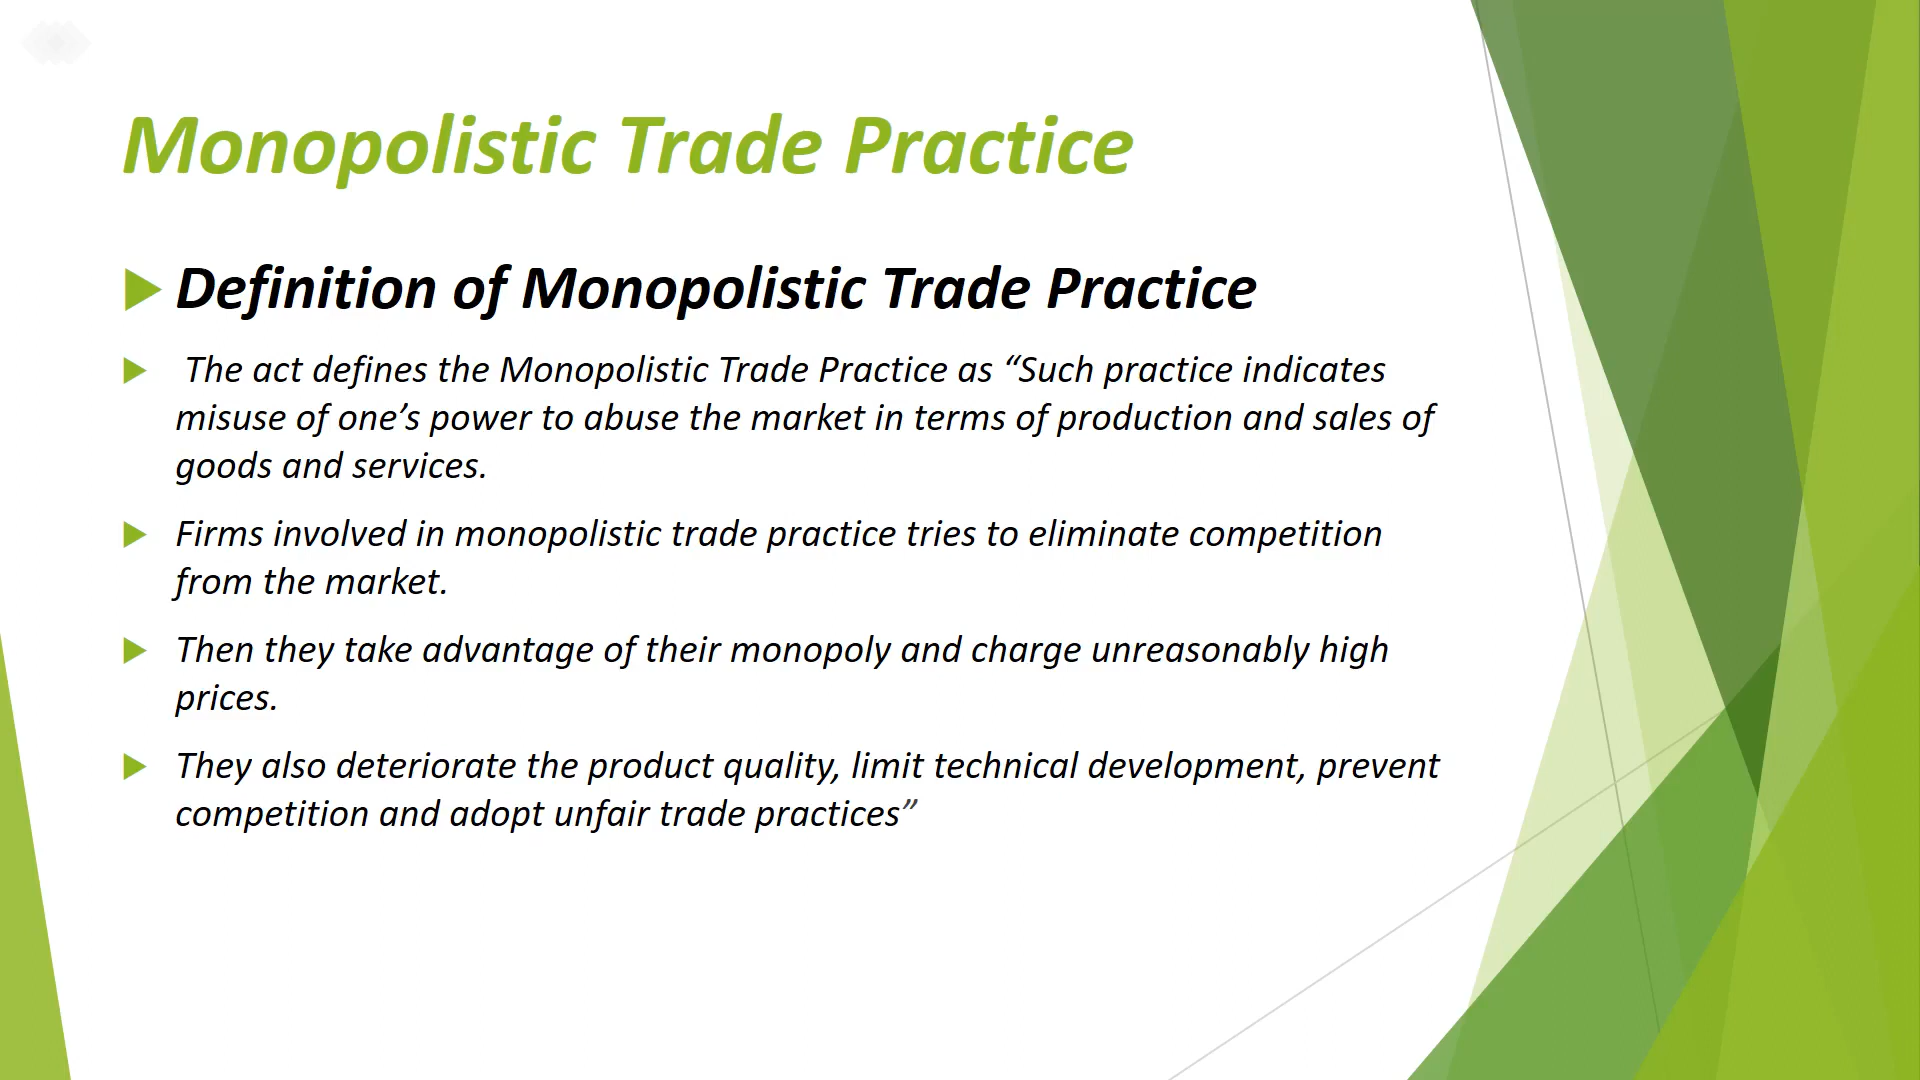 Monopolistic Trade Practice
Definition of Monopolistic Trade Practice
The act defines the Monopolistic Trade Practice as “Such practice indicates
misuse of one’s power to abuse the market in terms of production and sales of
goods and services.
Firms involved in monopolistic trade practice tries to eliminate competition
from the market.
Then they take advantage of their monopoly and charge unreasonably high
prices.
They also deteriorate the product quality, limit technical development, prevent
competition and adopt unfair trade practices”